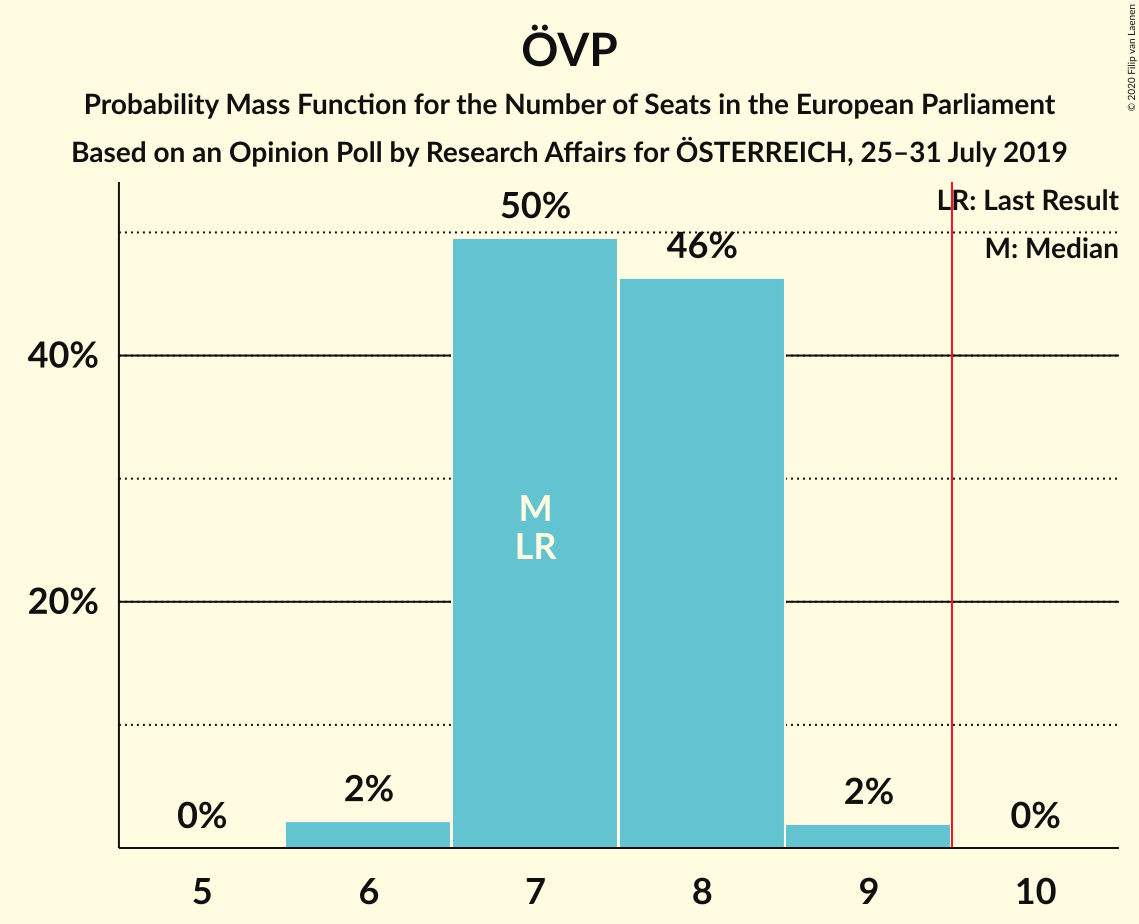 ÖVP
Probability Mass Function for the Number of Seats in the European Parliament
Based on an Opinion Poll by Research Affairs for ÖSTERREICH, 25–31 July 2019
© 2020 Filip van Laenen
LR: Last Result
M: Median
50%
46%
40%
M
LR
20%
0%
2%
2%
0%
5
6
7
8
9
10